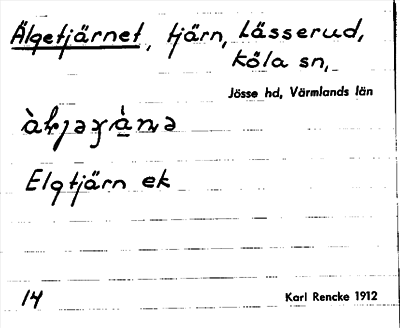 Älgetjärnet, tjärn, Lässerud,
Köla sn,
Jösse hd, Värmlands län
Elgtjärn ek
14
Karl Rencke 1912